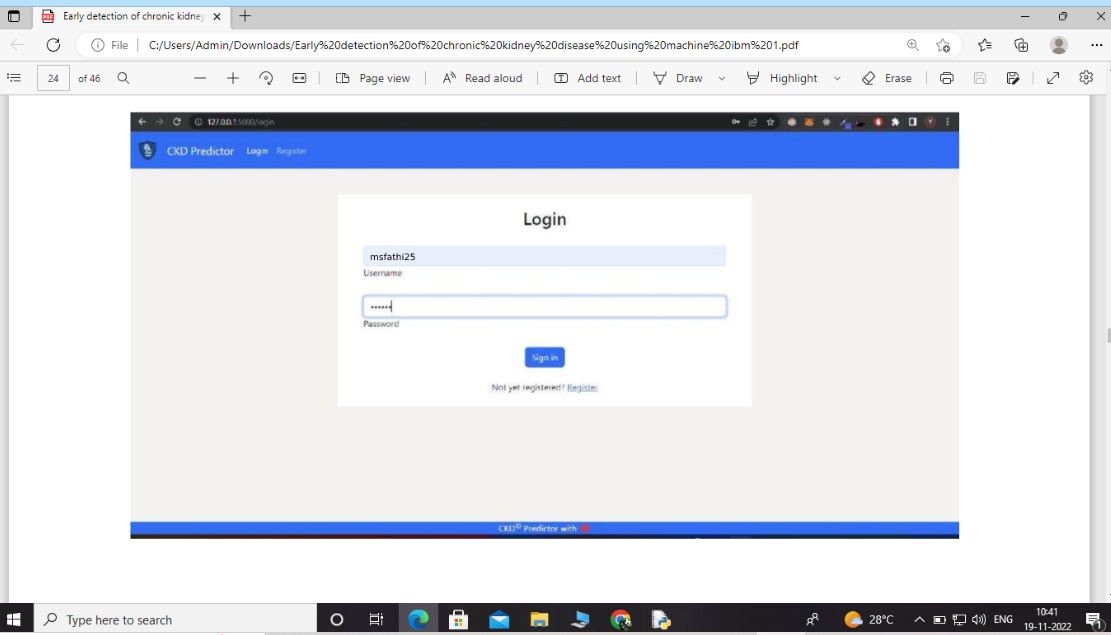 Early detection of chronic kidney
File C:/Users/Admin/Downloads/Early%20detection%20of%20chronic%20kidney%20disease%20using%20machine%20ibm%201.pdf
24 of 46 Page view Read aloud Add text Draw Highlight Erase
127.0.0.1:5000/login
CKD Predictor Login Register
Login
msfathi25
Username
••••••
Password
Sign in
Not yet registered? Register
CKD© Predictor with
Type here to search 28°C ENG 10:41
19-11-2022
1